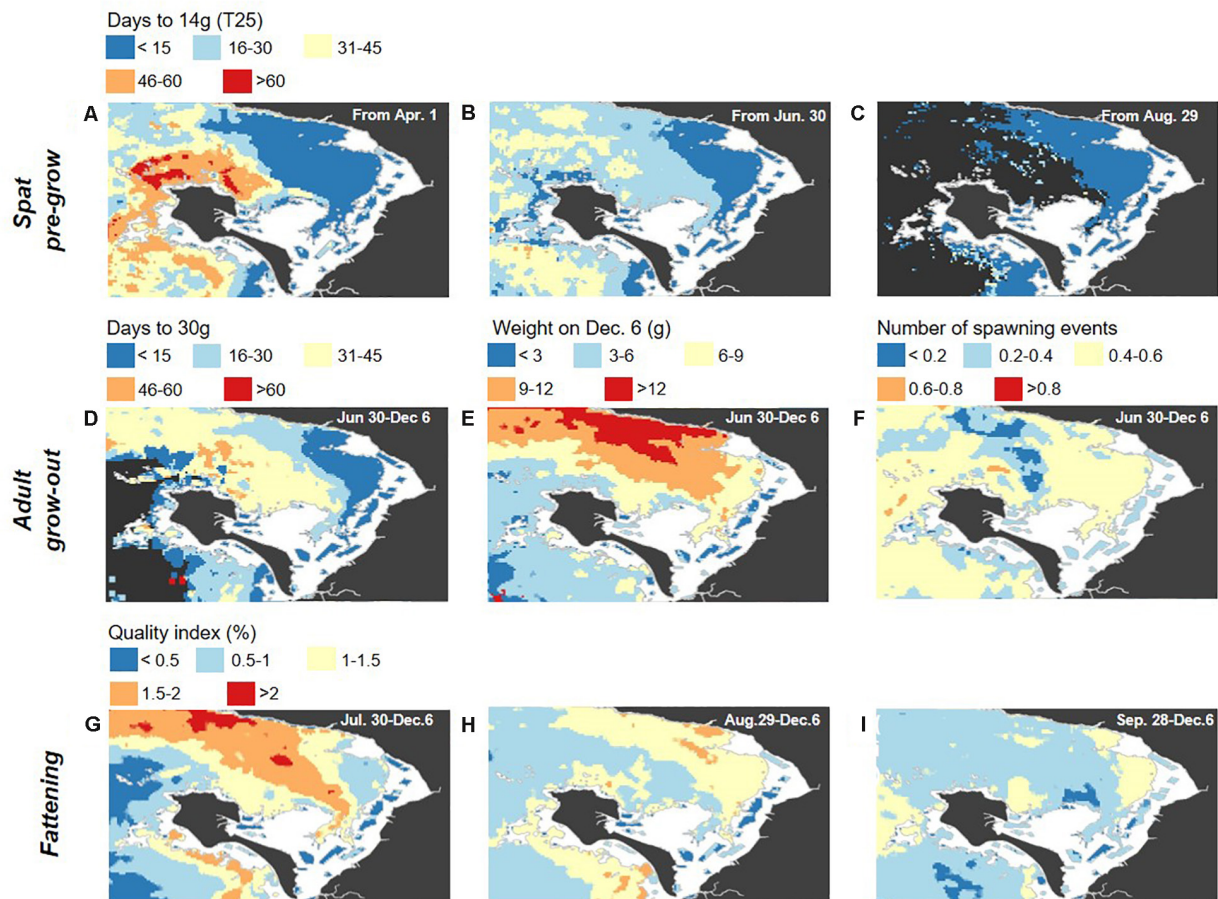 Days to 14g (T25)
< 15 16-30 31-45
46-60 >60
A From Apr. 1
B From Jun. 30
C From Aug. 29
Spat
pre-grow
Days to 30g
< 15 16-30 31-45
46-60 >60
Weight on Dec. 6 (g)
< 3 3-6 6-9
9-12 >12
Number of spawning events
< 0.2 0.2-0.4 0.4-0.6
0.6-0.8 >0.8
D Jun 30-Dec 6
E Jun 30-Dec 6
F Jun 30-Dec 6
Adult
grow-out
Quality index (%)
< 0.5 0.5-1 1-1.5
1.5-2 >2
G Jul. 30-Dec.6
H Aug.29-Dec.6
I Sep. 28-Dec.6
Fattening